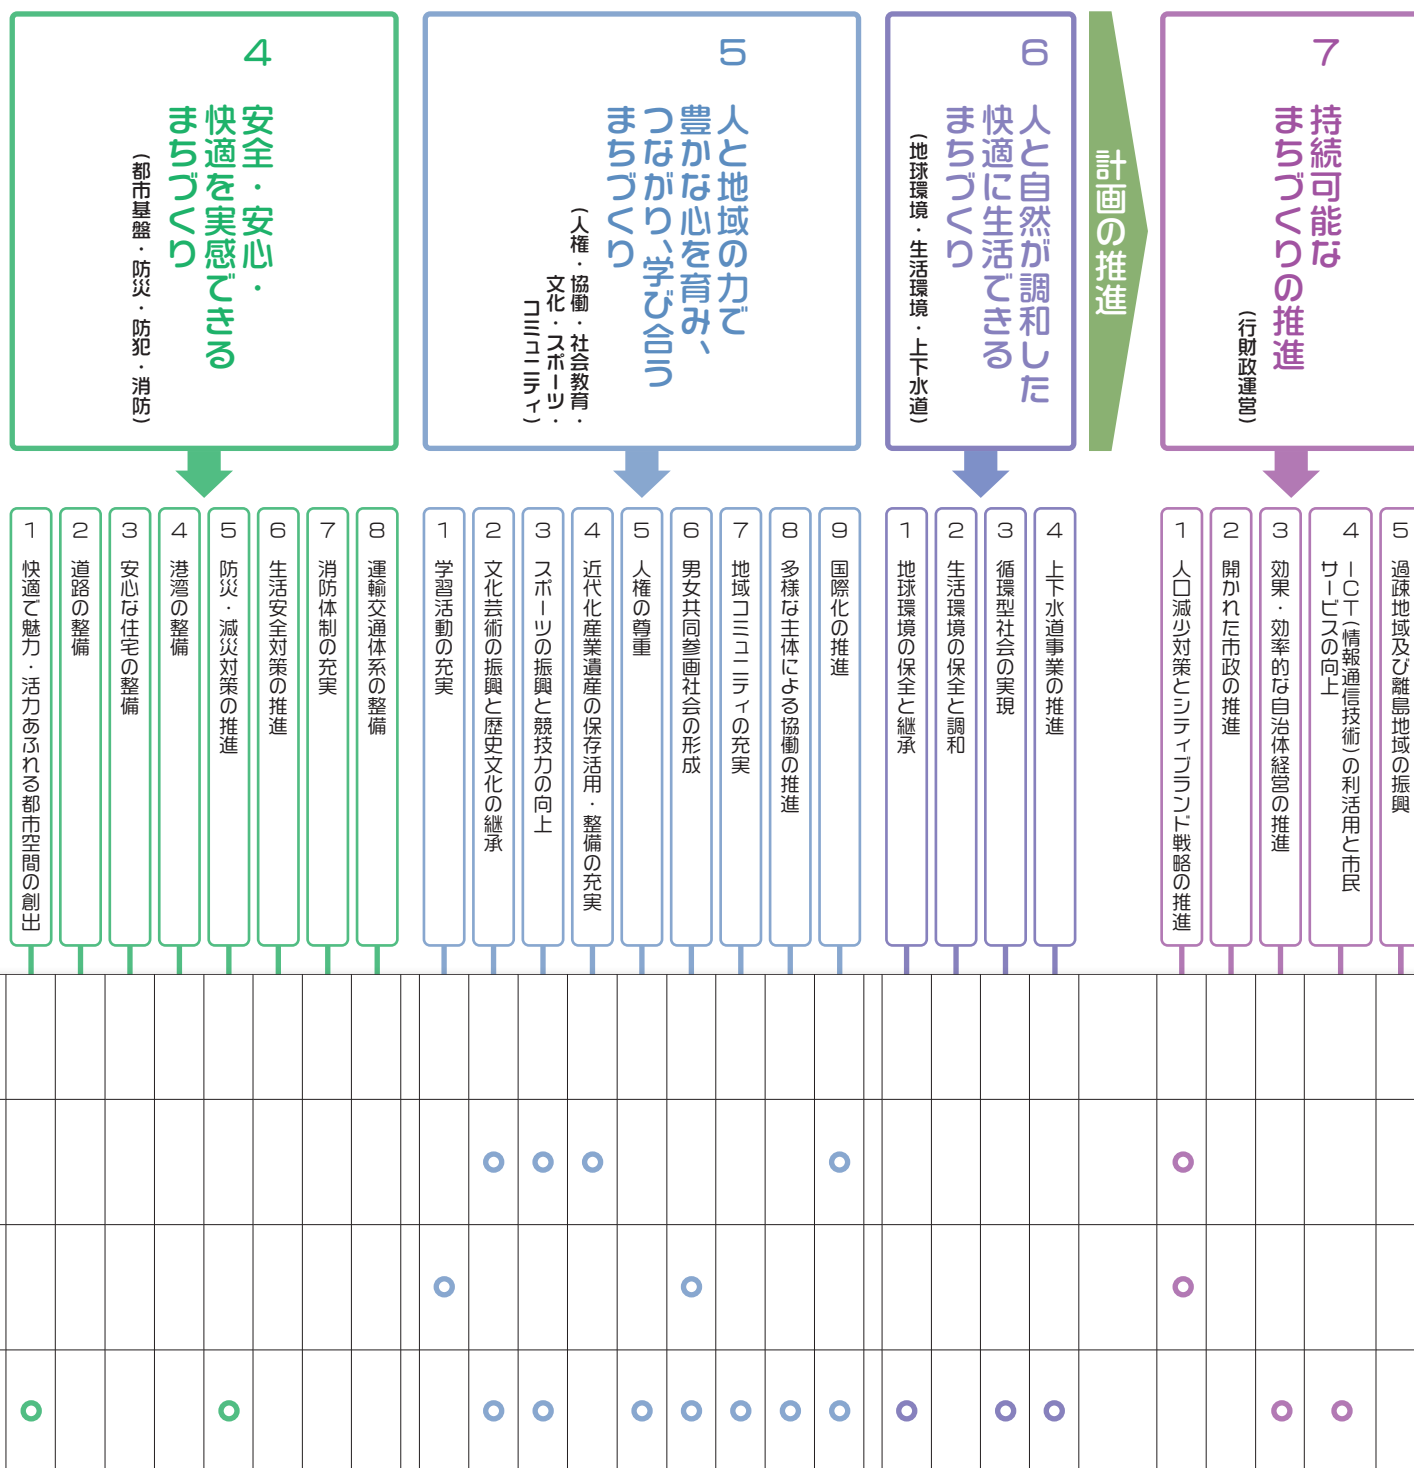 4
安全・安心・
快適を実感できる
まちづくり
(都市基盤・防災・防犯・消防)
1 快適で魅力・活力あふれる都市空間の創出
2 道路の整備
3 安心な住宅の整備
4 港湾の整備
5 防災・減災対策の推進
6 生活安全対策の推進
7 消防体制の充実
8 運輸交通体系の整備
5
人と地域の力で
豊かな心を育み、
つながり、学び合う
まちづくり
(人権・協働・社会教育・
文化・スポーツ・
コミュニティ)
1 学習活動の充実
2 文化芸術の振興と歴史文化の継承
3 スポーツの振興と競技力の向上
4 近代化産業遺産の保存活用・整備の充実
5 人権の尊重
6 男女共同参画社会の形成
7 地域コミュニティの充実
8 多様な主体による協働の推進
9 国際化の推進
6
人と自然が調和した
快適に生活できる
まちづくり
(地球環境・生活環境・上下水道)
1 地球環境の保全と継承
2 生活環境の保全と調和
3 循環型社会の実現
4 上下水道事業の推進
計画の推進
7
持続可能な
まちづくりの推進
(行財政運営)
1 人口減少対策とシティブランド戦略の推進
2 開かれた市政の推進
3 効果・効率的な自治体経営の推進
4 ICT(情報通信技術)の利活用と市民
サービスの向上
5 過疎地域及び離島地域の振興